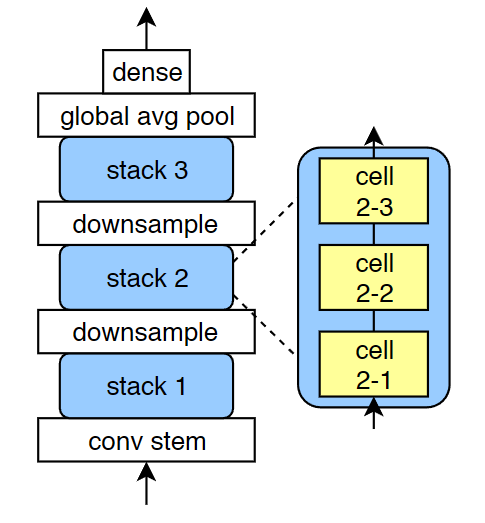 dense
global avg pool
stack 3
downsample
stack 2
downsample
stack 1
conv stem
cell
2-3
cell
2-2
cell
2-1